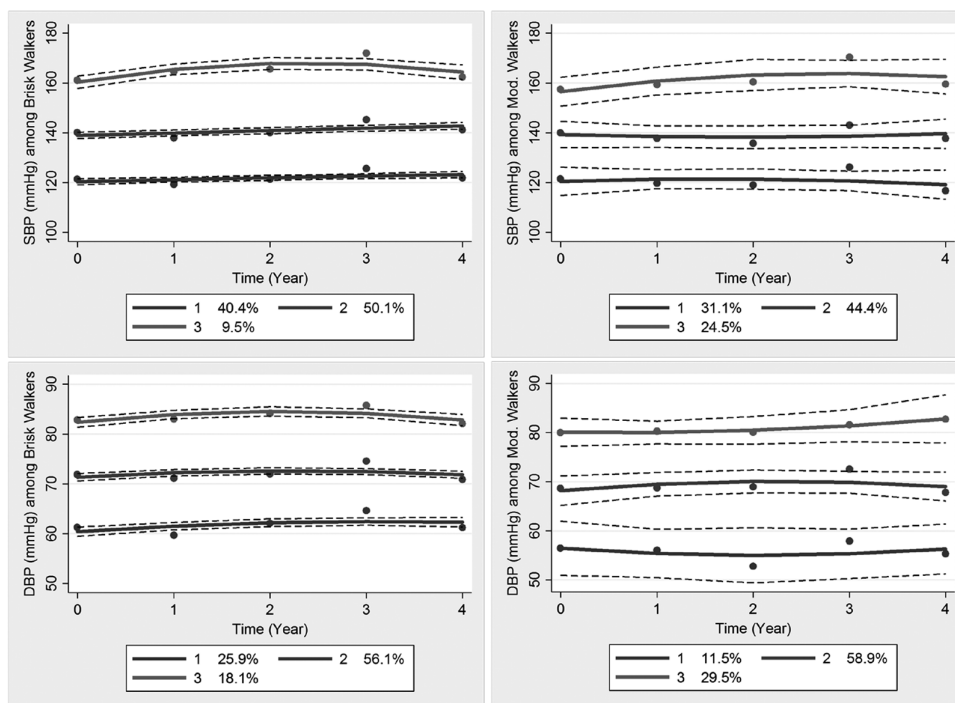 SBP (mmHg) among Brisk Walkers
180
160
140
120
100
0 1 2 3 4
Time (Year)
1 40.4% 2 50.1%
3 9.5%
SBP (mmHg) among Mod. Walkers
180
160
140
120
100
0 1 2 3 4
Time (Year)
1 31.1% 2 44.4%
3 24.5%
DBP (mmHg) among Brisk Walkers
90
80
70
60
50
0 1 2 3 4
Time (Year)
1 25.9% 2 56.1%
3 18.1%
DBP (mmHg) among Mod. Walkers
90
80
70
60
50
0 1 2 3 4
Time (Year)
1 11.5% 2 58.9%
3 29.5%